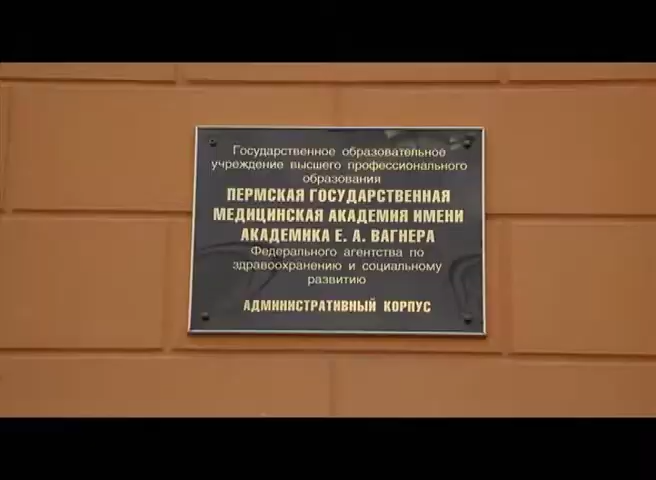 Государственное образовательное
учреждение высшего профессионального
образования
ПЕРМСКАЯ ГОСУДАРСТВЕННАЯ
МЕДИЦИНСКАЯ АКАДЕМИЯ ИМЕНИ
АКАДЕМИКА Е. А. ВАГНЕРА
Федерального агентства по
здравоохранению и социальному
развитию
АДМИНИСТРАТИВНЫЙ КОРПУС